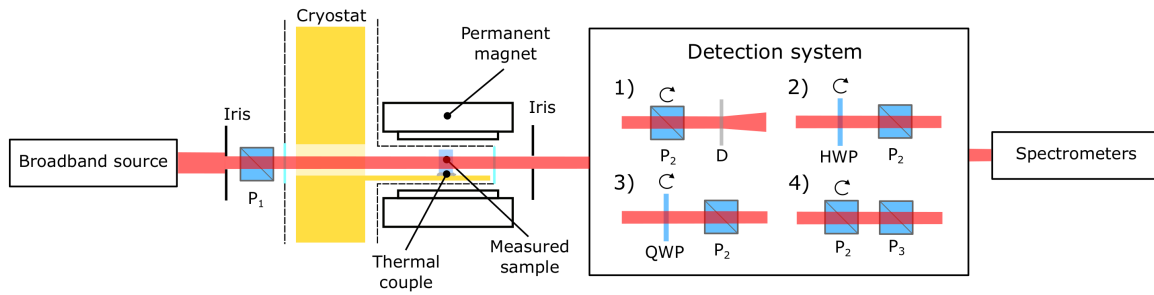 Cryostat
Permanent
magnet
Detection system
1)
2)
Iris
Iris
Broadband source
P₁
P₂
D
HWP
P₂
Spectrometers
3)
4)
Thermal
couple
Measured
sample
QWP
P₂
P₂
P₃